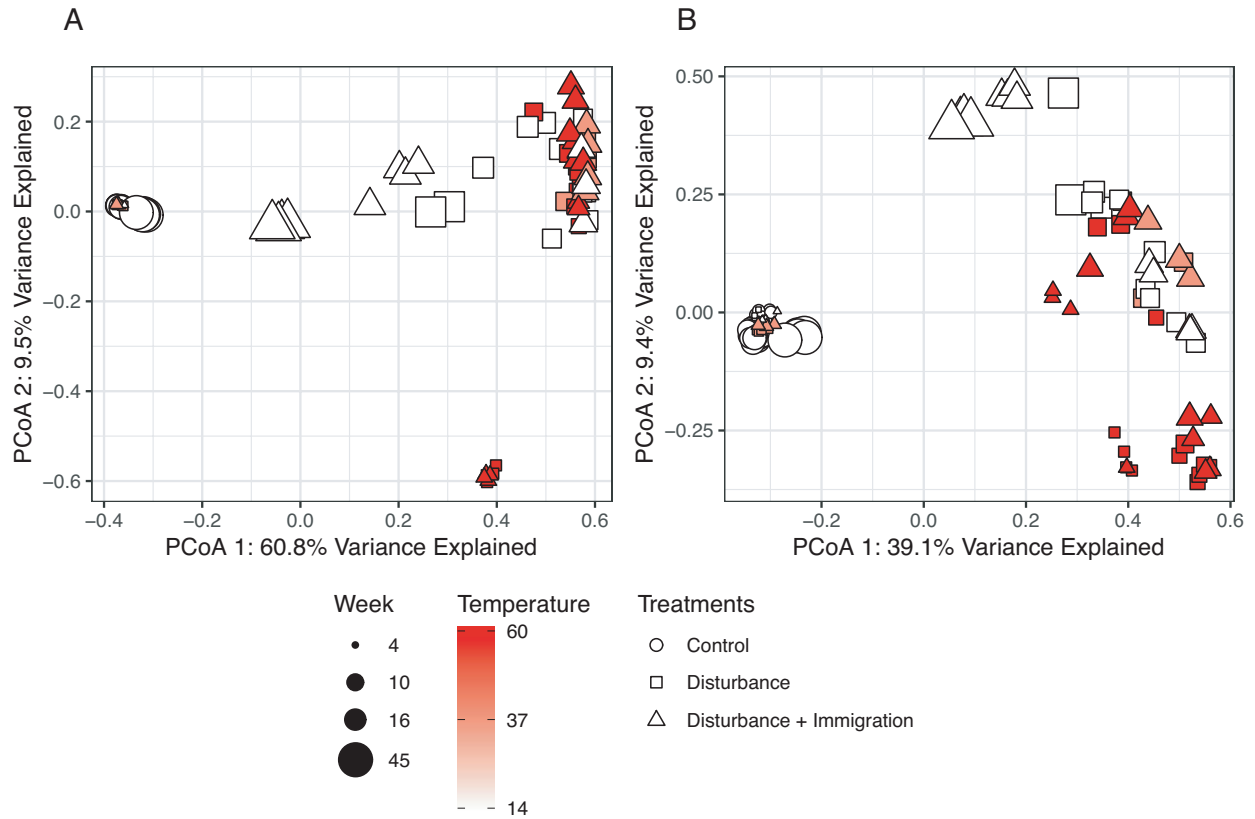 A
B
PCoA 2: 9.5% Variance Explained
0.2
0.0
−0.2
−0.4
−0.6
−0.4
−0.2
0.0
0.2
0.4
0.6
PCoA 1: 60.8% Variance Explained
PCoA 2: 9.4% Variance Explained
0.50
0.25
0.00
−0.25
−0.2
0.0
0.2
0.4
0.6
PCoA 1: 39.1% Variance Explained
Week
4
10
16
45
Temperature
60
37
14
Treatments
Control
Disturbance
Disturbance + Immigration